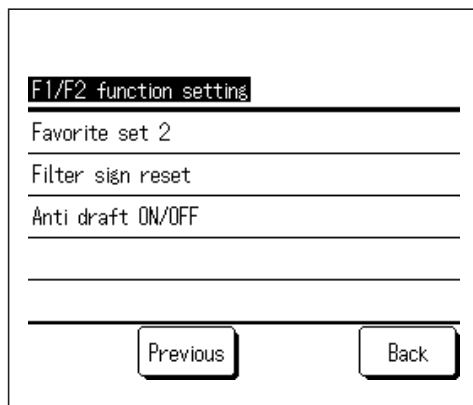 F1/F2 function setting
Favorite set 2
Filter sign reset
Anti draft ON/OFF
Previous Back